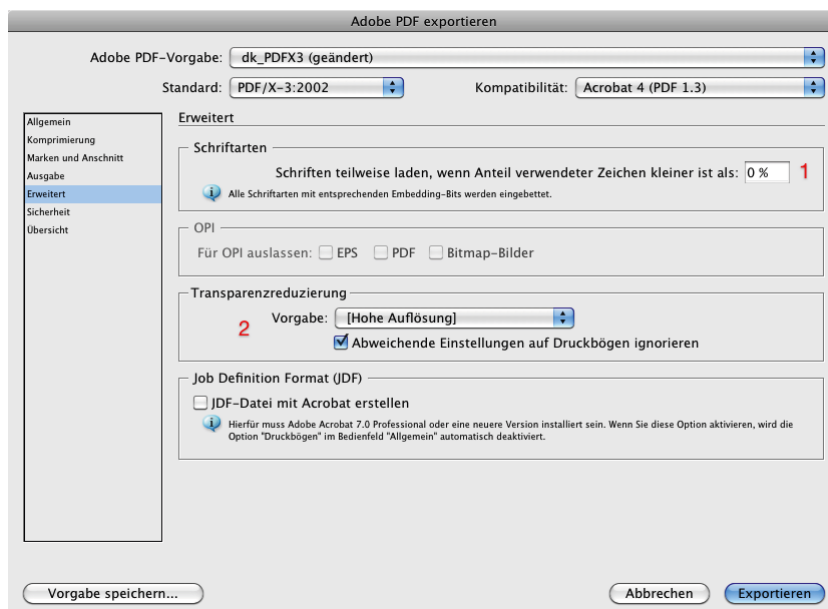 Adobe PDF exportieren
Adobe PDF-Vorgabe: dk_PDFX3 (geändert)
Standard: PDF/X-3:2002 Kompatibilität: Acrobat 4 (PDF 1.3)
Allgemein
Komprimierung
Marken und Anschnitt
Ausgabe
Erweitert
Sicherheit
Übersicht
Erweitert
Schriftarten
Schriften teilweise laden, wenn Anteil verwendeter Zeichen kleiner ist als: 0 % 1
Alle Schriftarten mit entsprechenden Embedding-Bits werden eingebettet.
OPI
Für OPI auslassen: EPS PDF Bitmap-Bilder
Transparenzreduzierung
2 Vorgabe: [Hohe Auflösung]
Abweichende Einstellungen auf Druckbögen ignorieren
Job Definition Format (JDF)
JDF-Datei mit Acrobat erstellen
Hierfür muss Adobe Acrobat 7.0 Professional oder eine neuere Version installiert sein. Wenn Sie diese Option aktivieren, wird die
Option "Druckbögen" im Bedienfeld "Allgemein" automatisch deaktiviert.
Vorgabe speichern... Abbrechen Exportieren